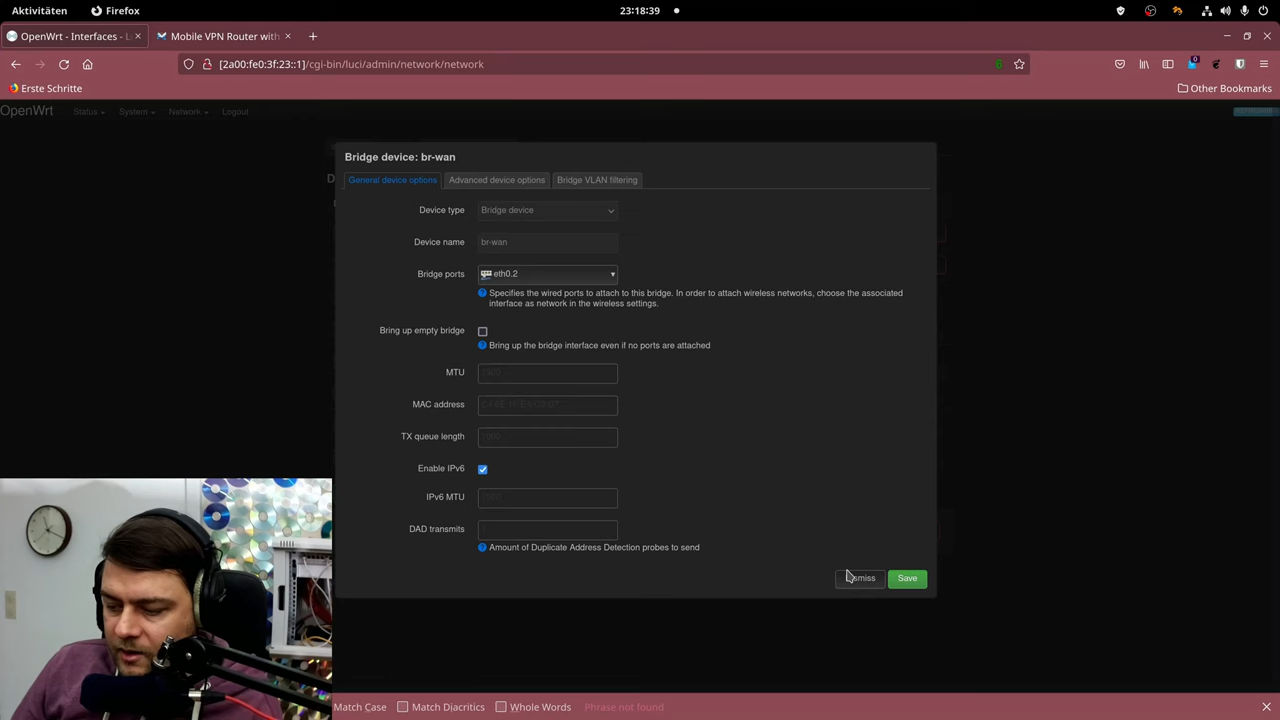 Aktivitäten
Firefox
23:18:39
OpenWrt - Interfaces - L
Mobile VPN Router with
[2a00:fe0:3f:23::1]/cgi-bin/luci/admin/network/network
6
0
Erste Schritte
Other Bookmarks
OpenWrt
Status
System
Network
Logout
Bridge device: br-wan
General device options
Advanced device options
Bridge VLAN filtering
Device type
Bridge device
Device name
br-wan
Bridge ports
eth0.2
Specifies the wired ports to attach to this bridge. In order to attach wireless networks, choose the associated
interface as network in the wireless settings.
Bring up empty bridge
Bring up the bridge interface even if no ports are attached
MTU
MAC address
TX queue length
Enable IPv6
IPv6 MTU
DAD transmits
Amount of Duplicate Address Detection probes to send
Save
Match Case
Match Diacritics
Whole Words
Phrase not found